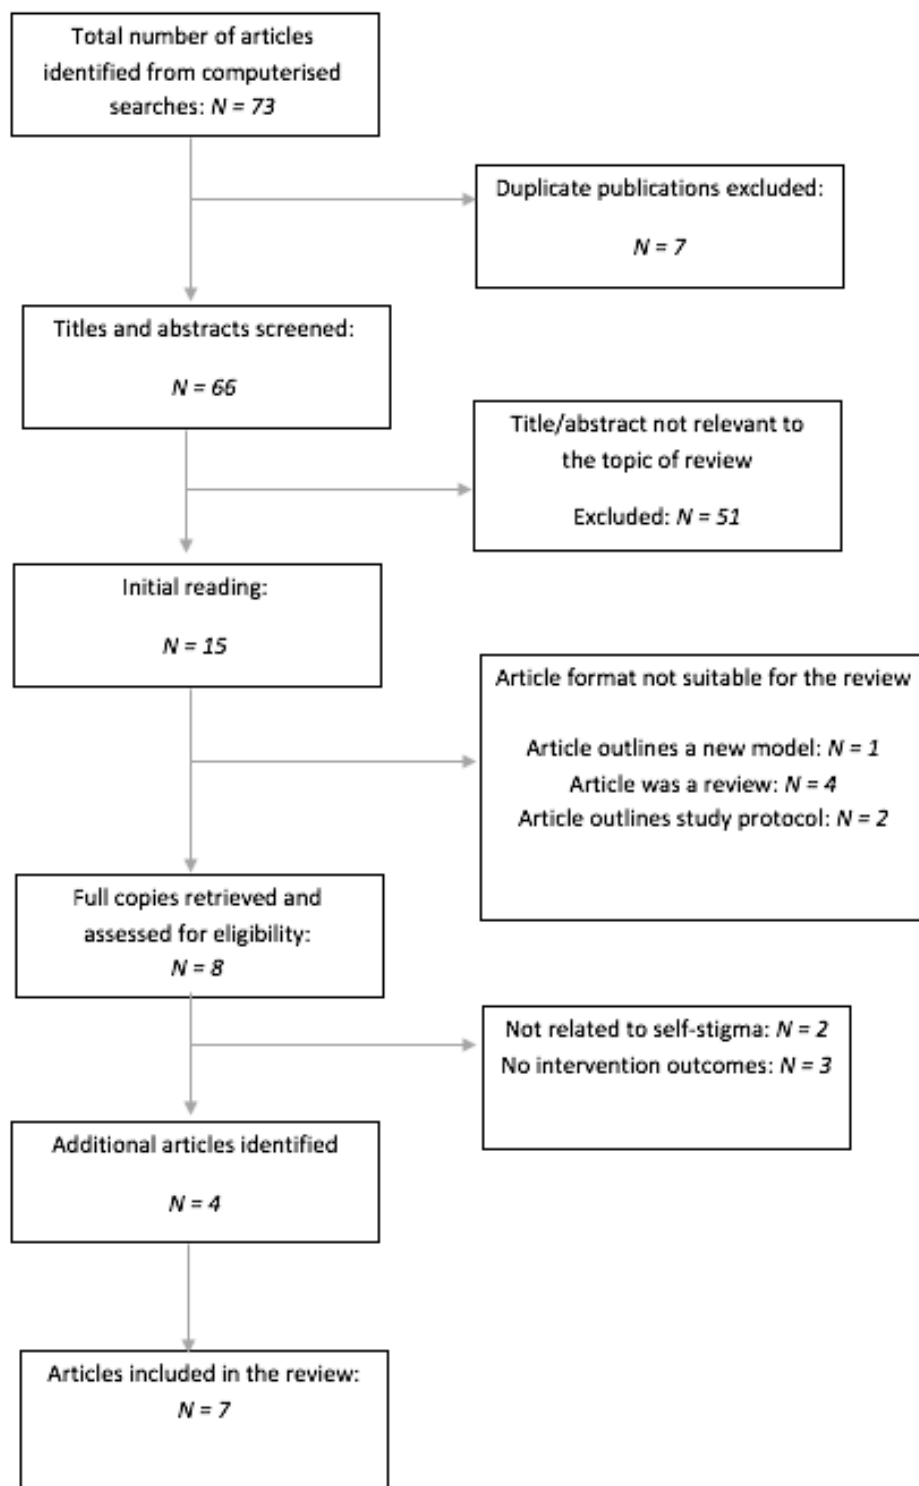 Total number of articles
identified from computerised
searches: N = 73
Duplicate publications excluded:
N = 7
Titles and abstracts screened:
N = 66
Title/abstract not relevant to
the topic of review
Excluded: N = 51
Initial reading:
N = 15
Article format not suitable for the review
Article outlines a new model: N = 1
Article was a review: N = 4
Article outlines study protocol: N = 2
Full copies retrieved and
assessed for eligibility:
N = 8
Not related to self-stigma: N = 2
No intervention outcomes: N = 3
Additional articles identified
N = 4
Articles included in the review:
N = 7